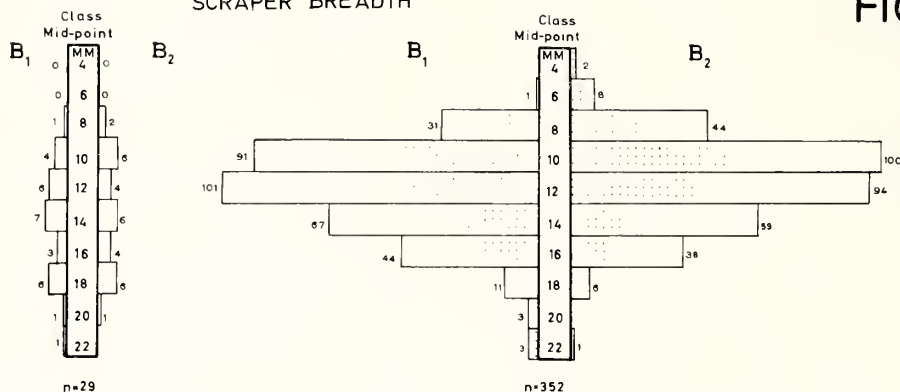 SCRAPER BREADTH
FIG
Class
Mid-point
B1 MM B2
0 4 0
0 6 0
1 8 2
4 10 6
6 12 4
7 14 6
3 16 4
6 18 6
1 20 1
1 22
n=29
Class
Mid-point
B1 MM B2
4 2
1 6 8
31 8 44
91 10 100
101 12 94
67 14 59
44 16 38
11 18 6
3 20
3 22 1
n=352